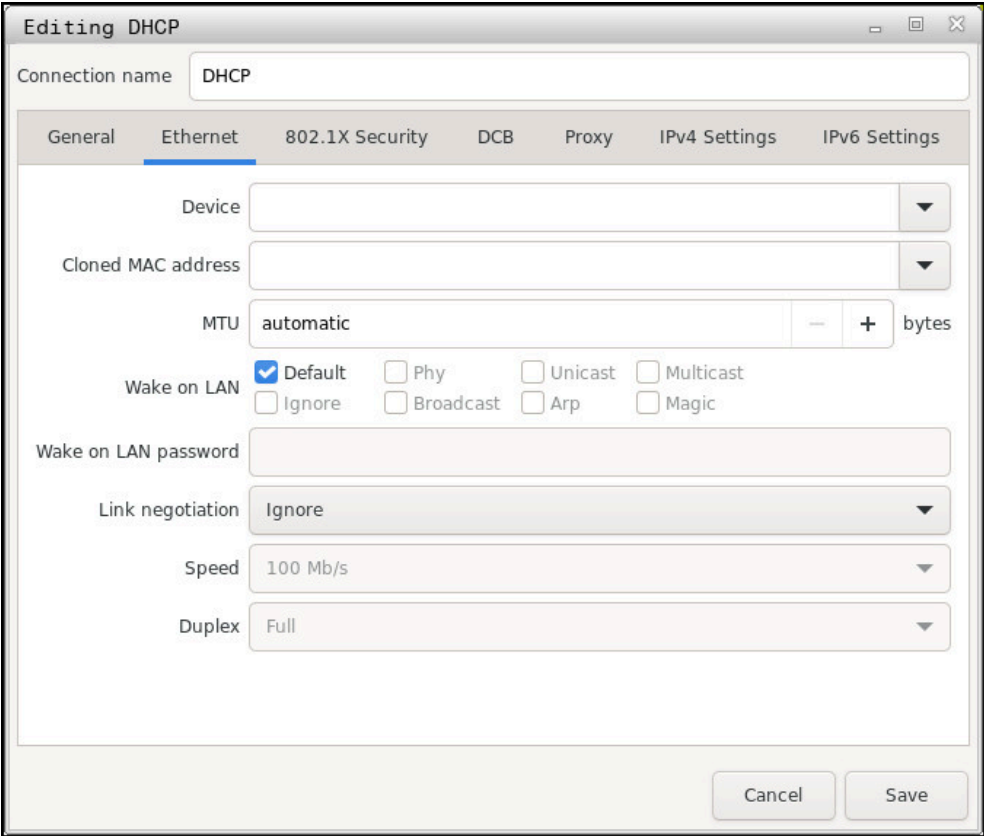 Editing DHCP
Connection name DHCP
General Ethernet 802.1X Security DCB Proxy IPv4 Settings IPv6 Settings
Device
Cloned MAC address
MTU automatic − + bytes
Wake on LAN
Default Phy Unicast Multicast
Ignore Broadcast Arp Magic
Wake on LAN password
Link negotiation Ignore
Speed 100 Mb/s
Duplex Full
Cancel Save